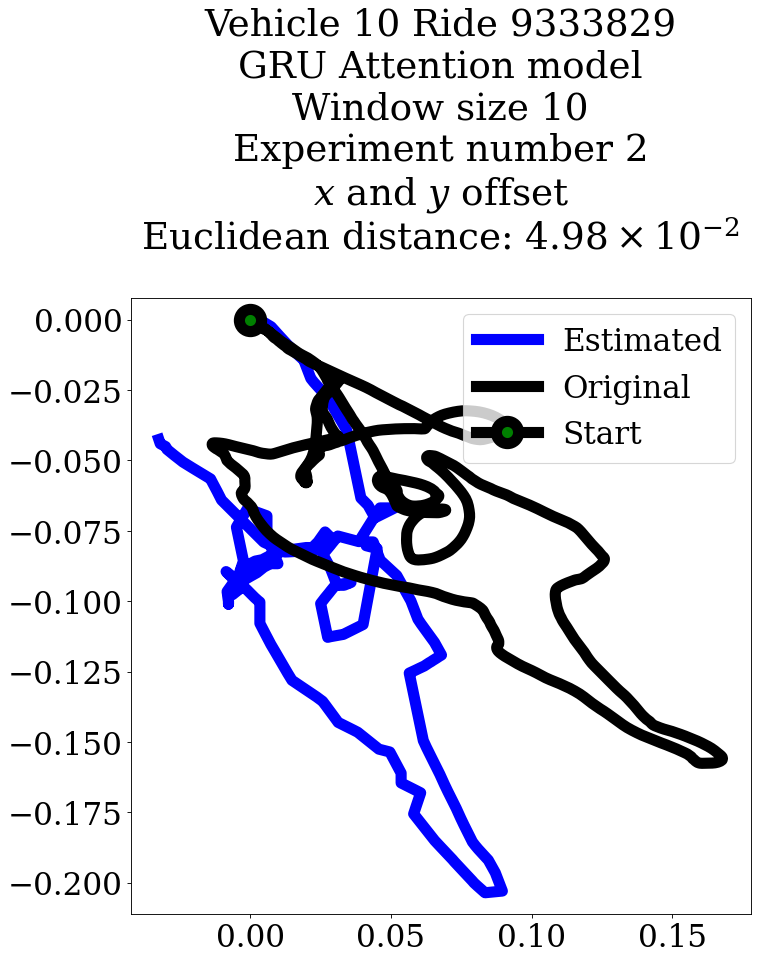 Vehicle 10 Ride 9333829
GRU Attention model
Window size 10
Experiment number 2
x and y offset
Euclidean distance: 4.98 × 10⁻²
Estimated
Original
Start
0.000
−0.025
−0.050
−0.075
−0.100
−0.125
−0.150
−0.175
−0.200
0.00 0.05 0.10 0.15